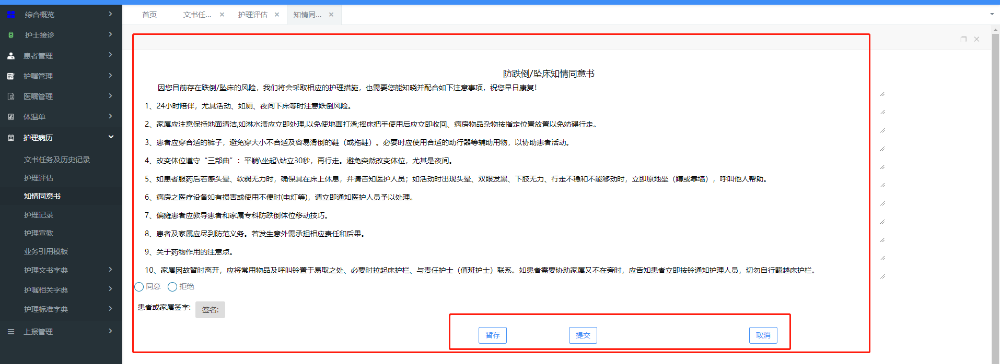 综合概览
护士接诊
患者管理
护嘱管理
医嘱管理
体温单
护理病历
文书任务及历史记录
护理评估
知情同意书
护理记录
护理宣教
业务引用模板
护理文书字典
护嘱相关字典
护理标准字典
上报管理
首页 文书任... 护理评估 知情同...
防跌倒/坠床知情同意书
因您目前存在跌倒/坠床的风险，我们将会采取相应的护理措施，也需要您能知晓并配合如下注意事项，祝您早日康复！
1、24小时陪伴，尤其活动、如厕、夜间下床等时注意跌倒风险。
2、家属应注意保持地面清洁,如淋水渍应立即处理,以免使地面打滑;摇床把手使用后应立即收回、病房物品杂物按指定位置放置以免妨碍行走。
3、患者应穿合适的裤子，避免穿大小不合适及容易滑倒的鞋（或拖鞋）。必要时应使用合适的助行器等辅助用物，以协助患者活动。
4、改变体位遵守“三部曲”：平躺\坐起\站立30秒，再行走。避免突然改变体位，尤其是夜间。
5、如患者服药后若感头晕、软弱无力时，确保其在床上休息，并请告知医护人员；如活动时出现头晕、双眼发黑、下肢无力、行走不稳和不能移动时，立即原地坐（蹲或靠墙），呼叫他人帮助。
6、病房之医疗设备如有损害或使用不便时(电灯等)，请立即通知医护人员予以处理。
7、偏瘫患者应教导患者和家属专科防跌倒体位移动技巧。
8、患者及家属应尽到防范义务。若发生意外需承担相应责任和后果。
9、关于药物作用的注意点。
10、家属因故暂时离开，应将常用物品及呼叫铃置于易取之处、必要时拉起床护栏、与责任护士（值班护士）联系。如患者需要协助家属又不在旁时，应告知患者立即按铃通知护理人员，切勿自行翻越床护栏。
同意 拒绝
患者或家属签字: 签名:
暂存 提交 取消